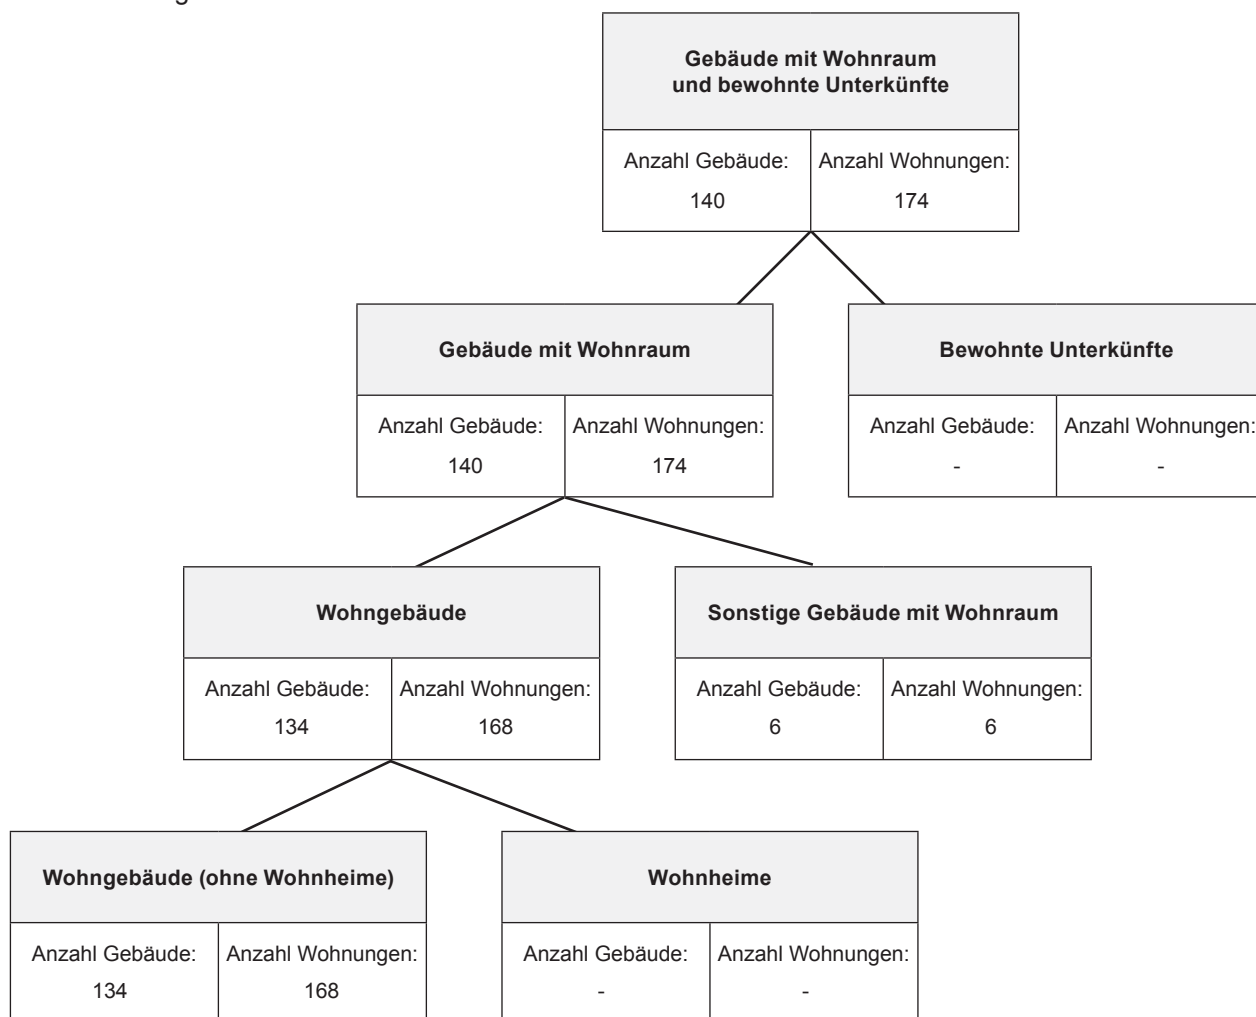 Gebäude mit Wohnraum
und bewohnte Unterkünfte
Anzahl Gebäude:
140
Anzahl Wohnungen:
174
Gebäude mit Wohnraum
Anzahl Gebäude:
140
Anzahl Wohnungen:
174
Bewohnte Unterkünfte
Anzahl Gebäude:
-
Anzahl Wohnungen:
-
Wohngebäude
Anzahl Gebäude:
134
Anzahl Wohnungen:
168
Sonstige Gebäude mit Wohnraum
Anzahl Gebäude:
6
Anzahl Wohnungen:
6
Wohngebäude (ohne Wohnheime)
Anzahl Gebäude:
134
Anzahl Wohnungen:
168
Wohnheime
Anzahl Gebäude:
-
Anzahl Wohnungen:
-